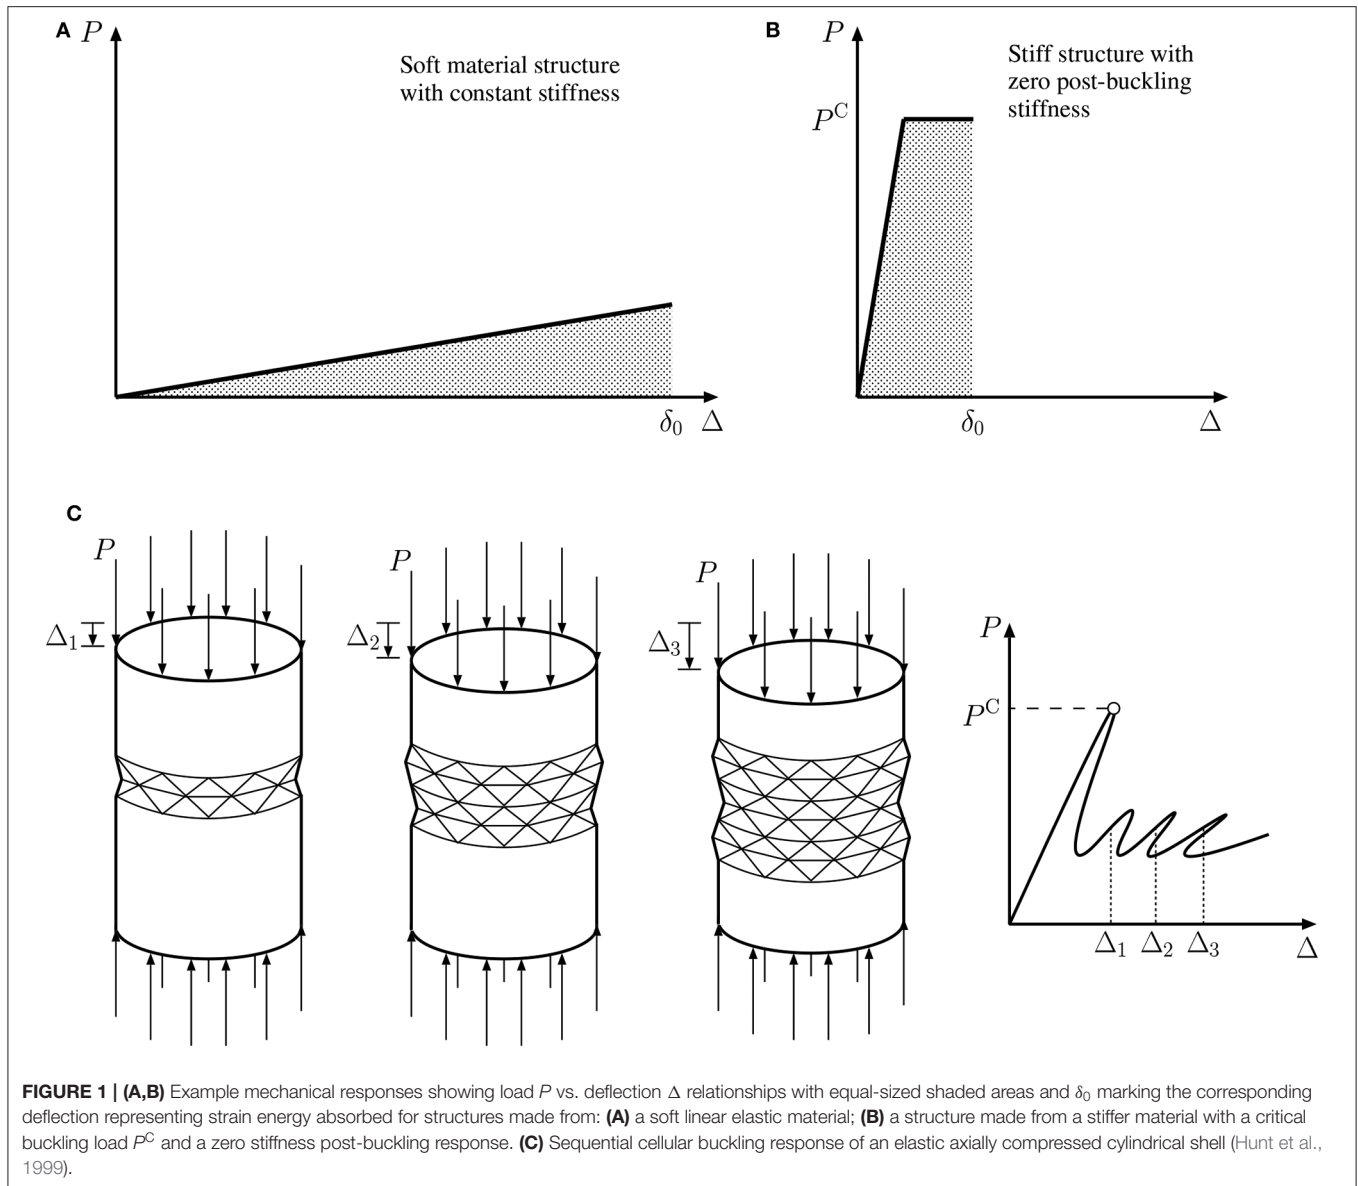 A
P
Soft material structure
with constant stiffness
δ₀ Δ
B
P
Stiff structure with
zero post-buckling
stiffness
Pᶜ
δ₀
Δ
C
P
Δ₁
P
Δ₂
P
Δ₃
P
Pᶜ
Δ₁ Δ₂ Δ₃
Δ
FIGURE 1 | (A,B) Example mechanical responses showing load P vs. deflection Δ relationships with equal-sized shaded areas and δ₀ marking the corresponding
deflection representing strain energy absorbed for structures made from: (A) a soft linear elastic material; (B) a structure made from a stiffer material with a critical
buckling load Pᶜ and a zero stiffness post-buckling response. (C) Sequential cellular buckling response of an elastic axially compressed cylindrical shell (Hunt et al.,
1999).